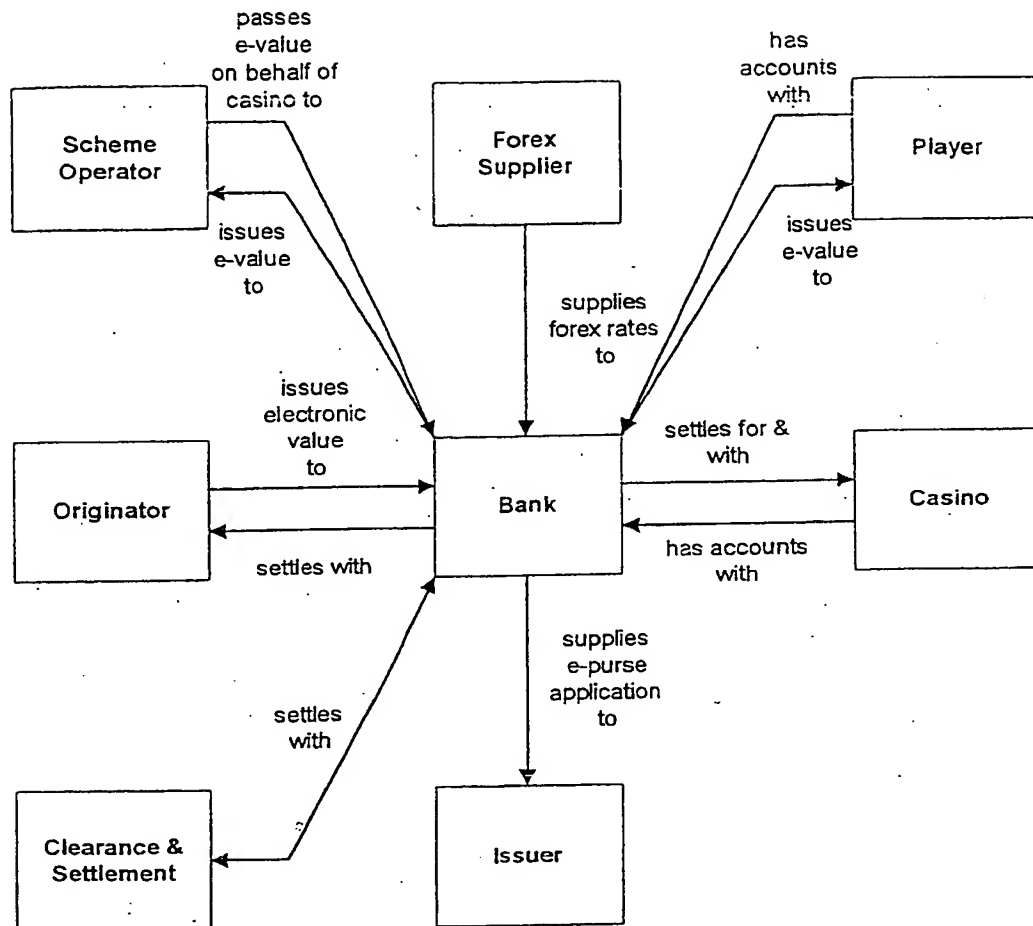 passes
e-value
on behalf of
casino to
has
accounts
with
Scheme
Operator
Forex
Supplier
Player
issues
e-value
to
issues
e-value
to
supplies
forex rates
to
issues
electronic
value
to
settles for &
with
Originator
Bank
Casino
settles with
has accounts
with
supplies
e-purse
application
to
settles
with
Clearance &
Settlement
Issuer